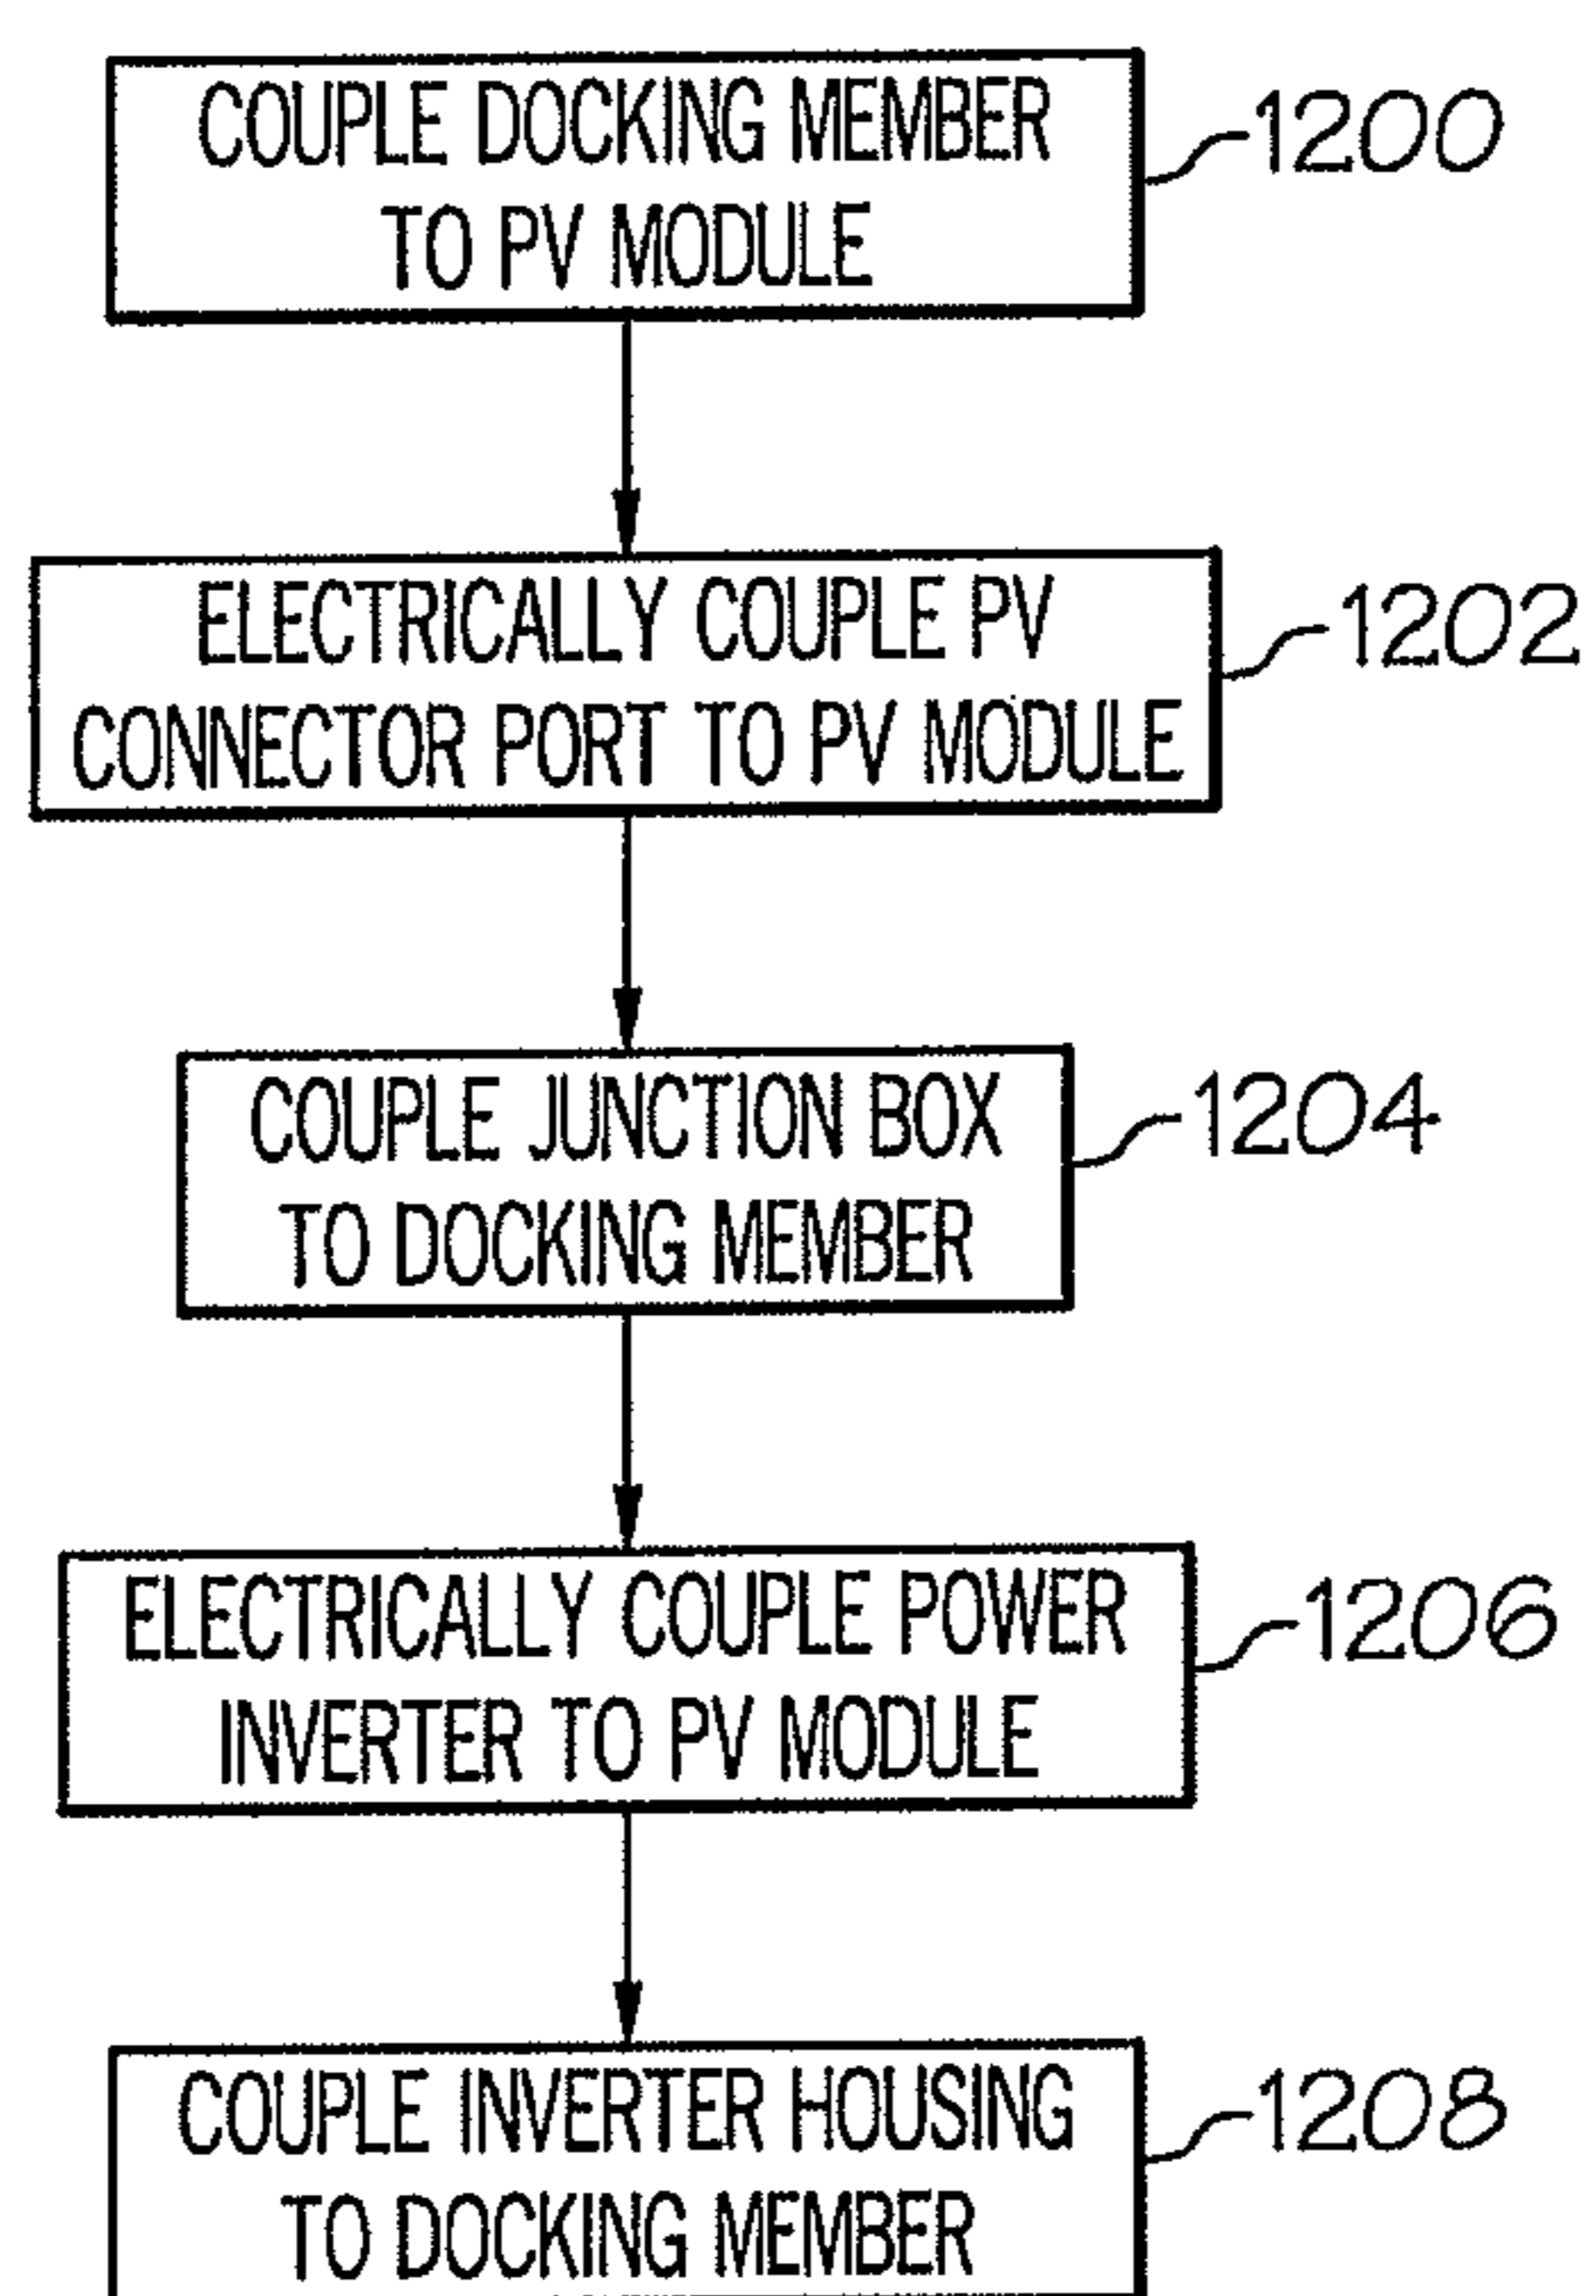 COUPLE DOCKING MEMBER
TO PV MODULE
1200
ELECTRICALLY COUPLE PV
CONNECTOR PORT TO PV MODULE
1202
COUPLE JUNCTION BOX
TO DOCKING MEMBER
1204
ELECTRICALLY COUPLE POWER
INVERTER TO PV MODULE
1206
COUPLE INVERTER HOUSING
TO DOCKING MEMBER
1208